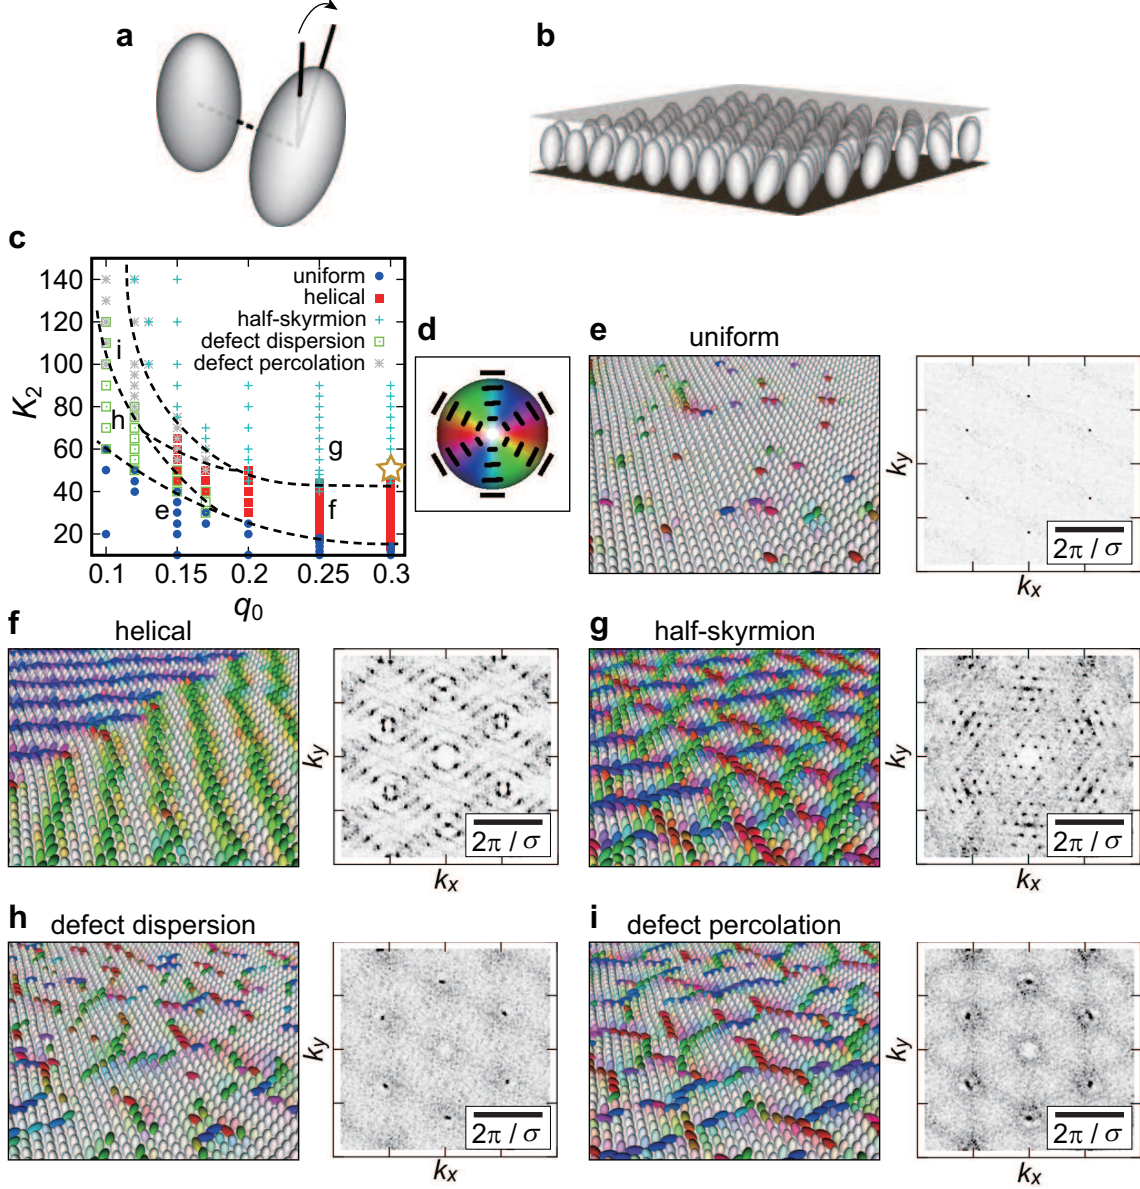 a
b
c
K2
140
120
100
80
60
40
20
0.1
0.15
0.2
0.25
0.3
q0
uniform
helical
half-skyrmion
defect dispersion
defect percolation
i
h
e
g
f
d
e
uniform
ky
kx
2π / σ
f
helical
ky
kx
2π / σ
g
half-skyrmion
ky
kx
2π / σ
h
defect dispersion
ky
kx
2π / σ
i
defect percolation
ky
kx
2π / σ